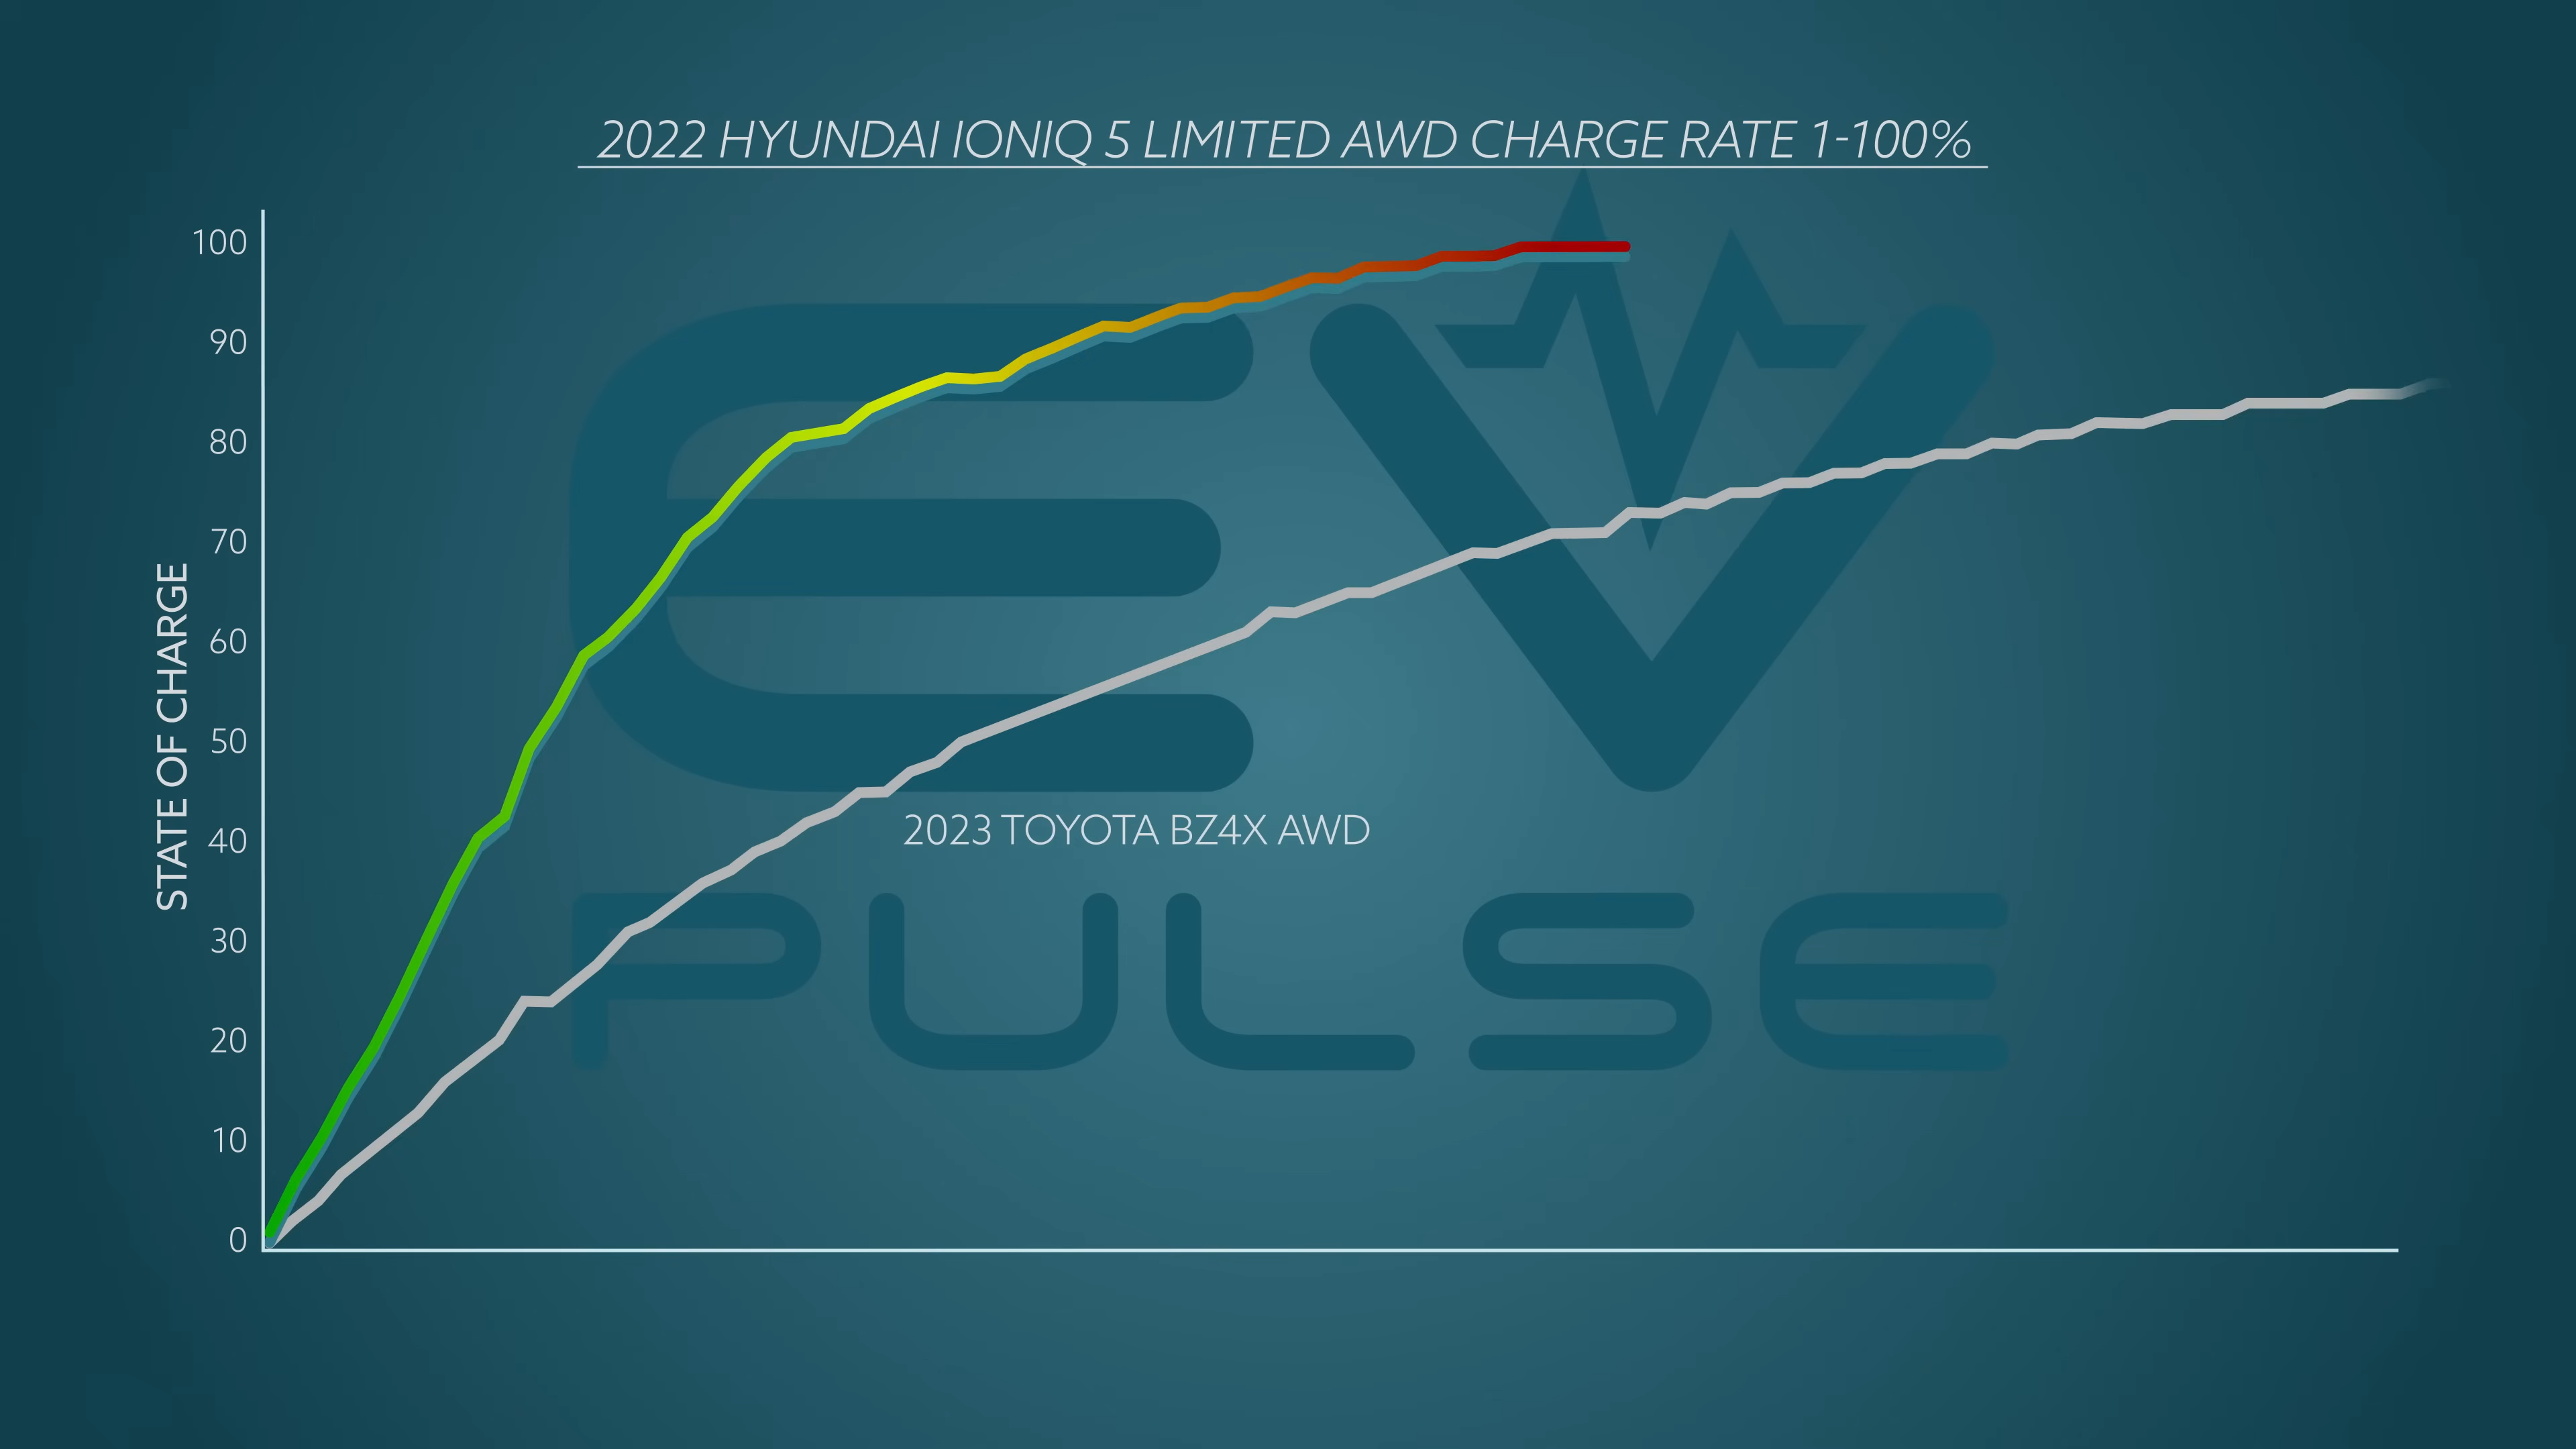 2022 HYUNDAI IONIQ 5 LIMITED AWD CHARGE RATE 1-100%
100
90
80
70
60
50
40
30
20
10
0
STATE OF CHARGE
2023 TOYOTA BZ4X AWD
EV
PULSE